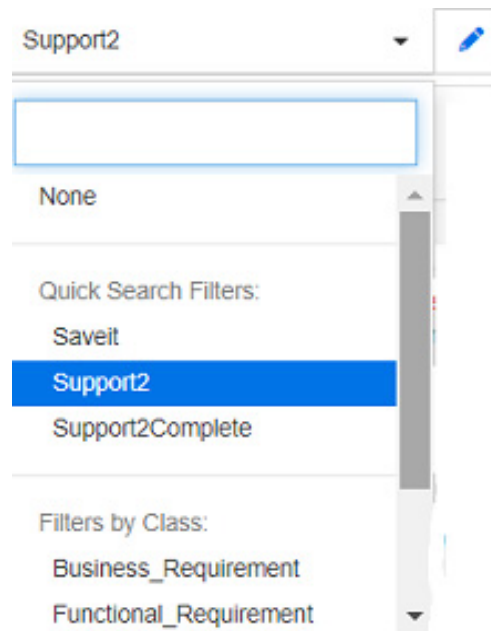 Support2
None
Quick Search Filters:
Saveit
Support2
Support2Complete
Filters by Class:
Business_Requirement
Functional_Requirement